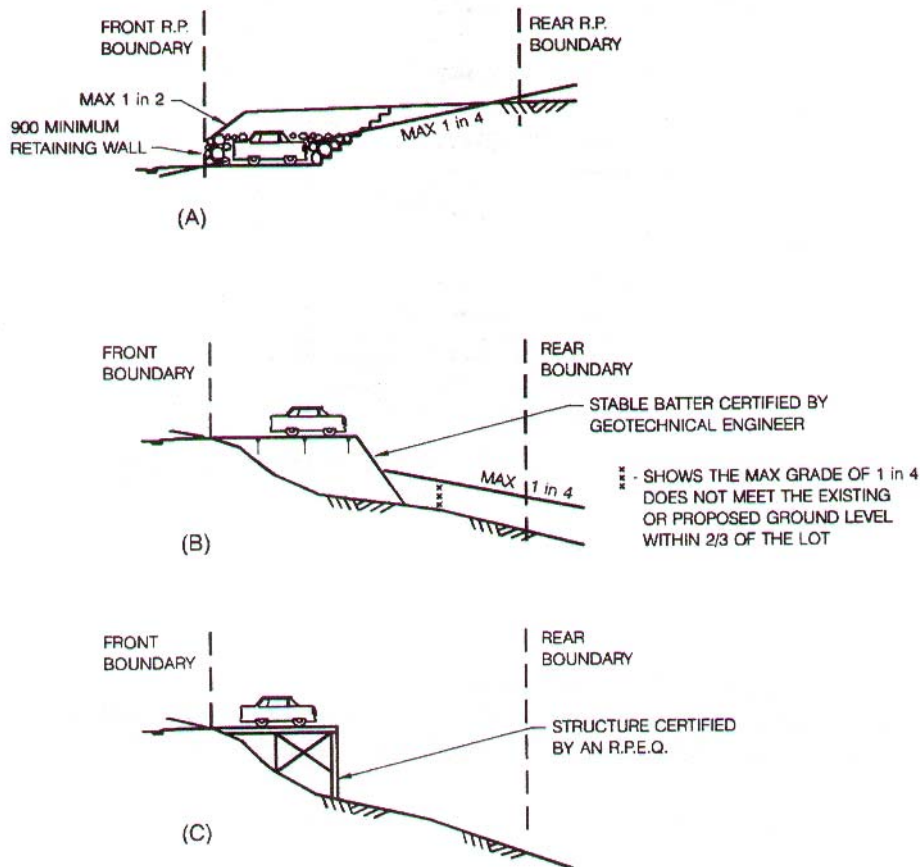 FRONT R.P.
BOUNDARY
REAR R.P.
BOUNDARY
MAX 1 in 2
900 MINIMUM
RETAINING WALL
MAX 1 in 4
(A)
FRONT
BOUNDARY
REAR
BOUNDARY
STABLE BATTER CERTIFIED BY
GEOTECHNICAL ENGINEER
MAX 1 in 4
xxxx - SHOWS THE MAX GRADE OF 1 in 4
DOES NOT MEET THE EXISTING
OR PROPOSED GROUND LEVEL
WITHIN 2/3 OF THE LOT
(B)
FRONT
BOUNDARY
REAR
BOUNDARY
STRUCTURE CERTIFIED
BY AN R.P.E.Q.
(C)